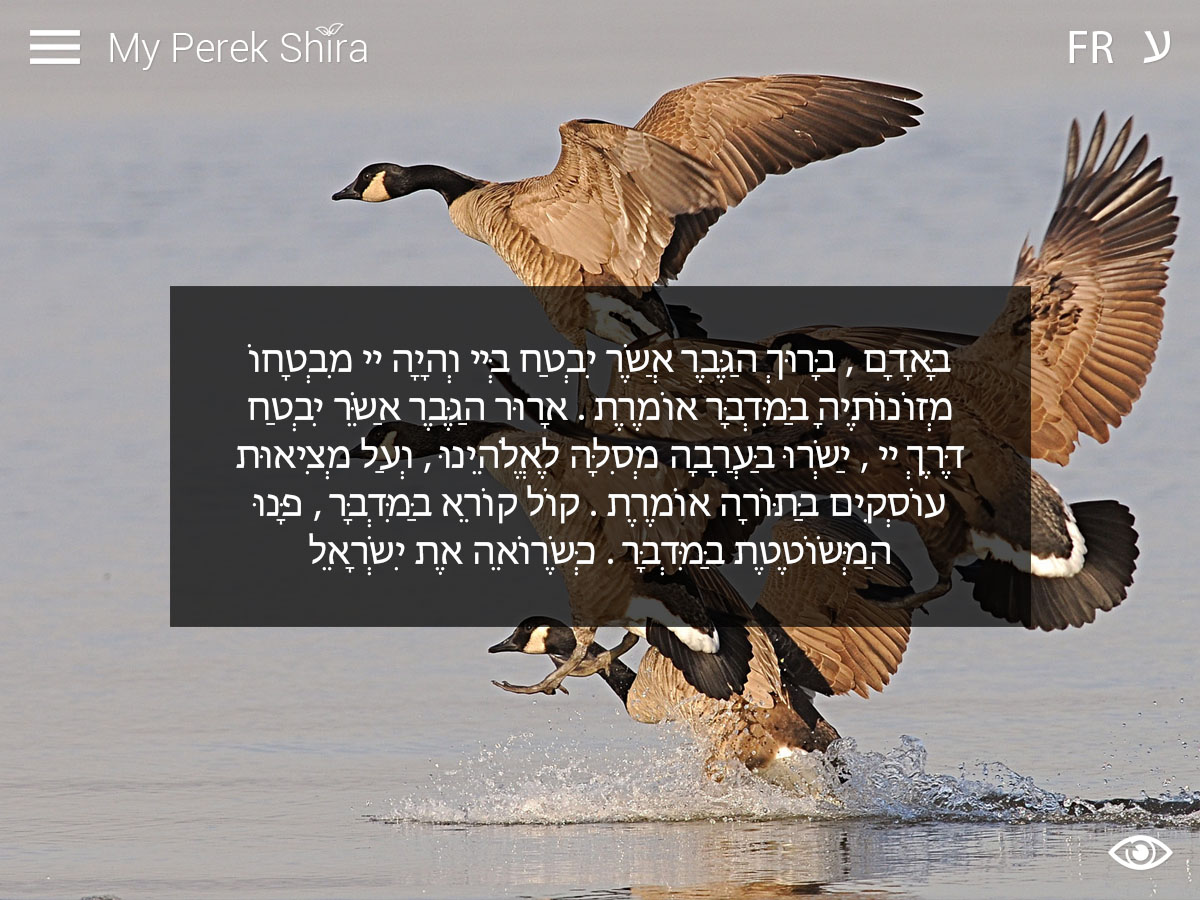 My Perek Shira
FR ע
בָּאָדָם , בָּרוּךְ הַגֶּבֶר אֲשֶׁר יִבְטַח בַּיי וְהָיָה יי מִבְטָחוֹ
מְזוֹנוֹתֶיהָ בַּמִּדְבָּר אוֹמֶרֶת . אָרוּר הַגֶּבֶר אֲשֶׁר יִבְטַח
דֶּרֶךְ יי , יַשְּׁרוּ בַּעֲרָבָה מְסִלָּה לֶאֱלֹהֵינוּ , וְעַל מְצִיאוּת
עוֹסְקִים בַּתּוֹרָה אוֹמֶרֶת . קוֹל קוֹרֵא בַּמִּדְבָּר , פַּנּוּ
הַמְּשׁוֹטֶטֶת בַּמִּדְבָּר . כְּשֶׁרוֹאֵה אֶת יִשְׂרָאֵל